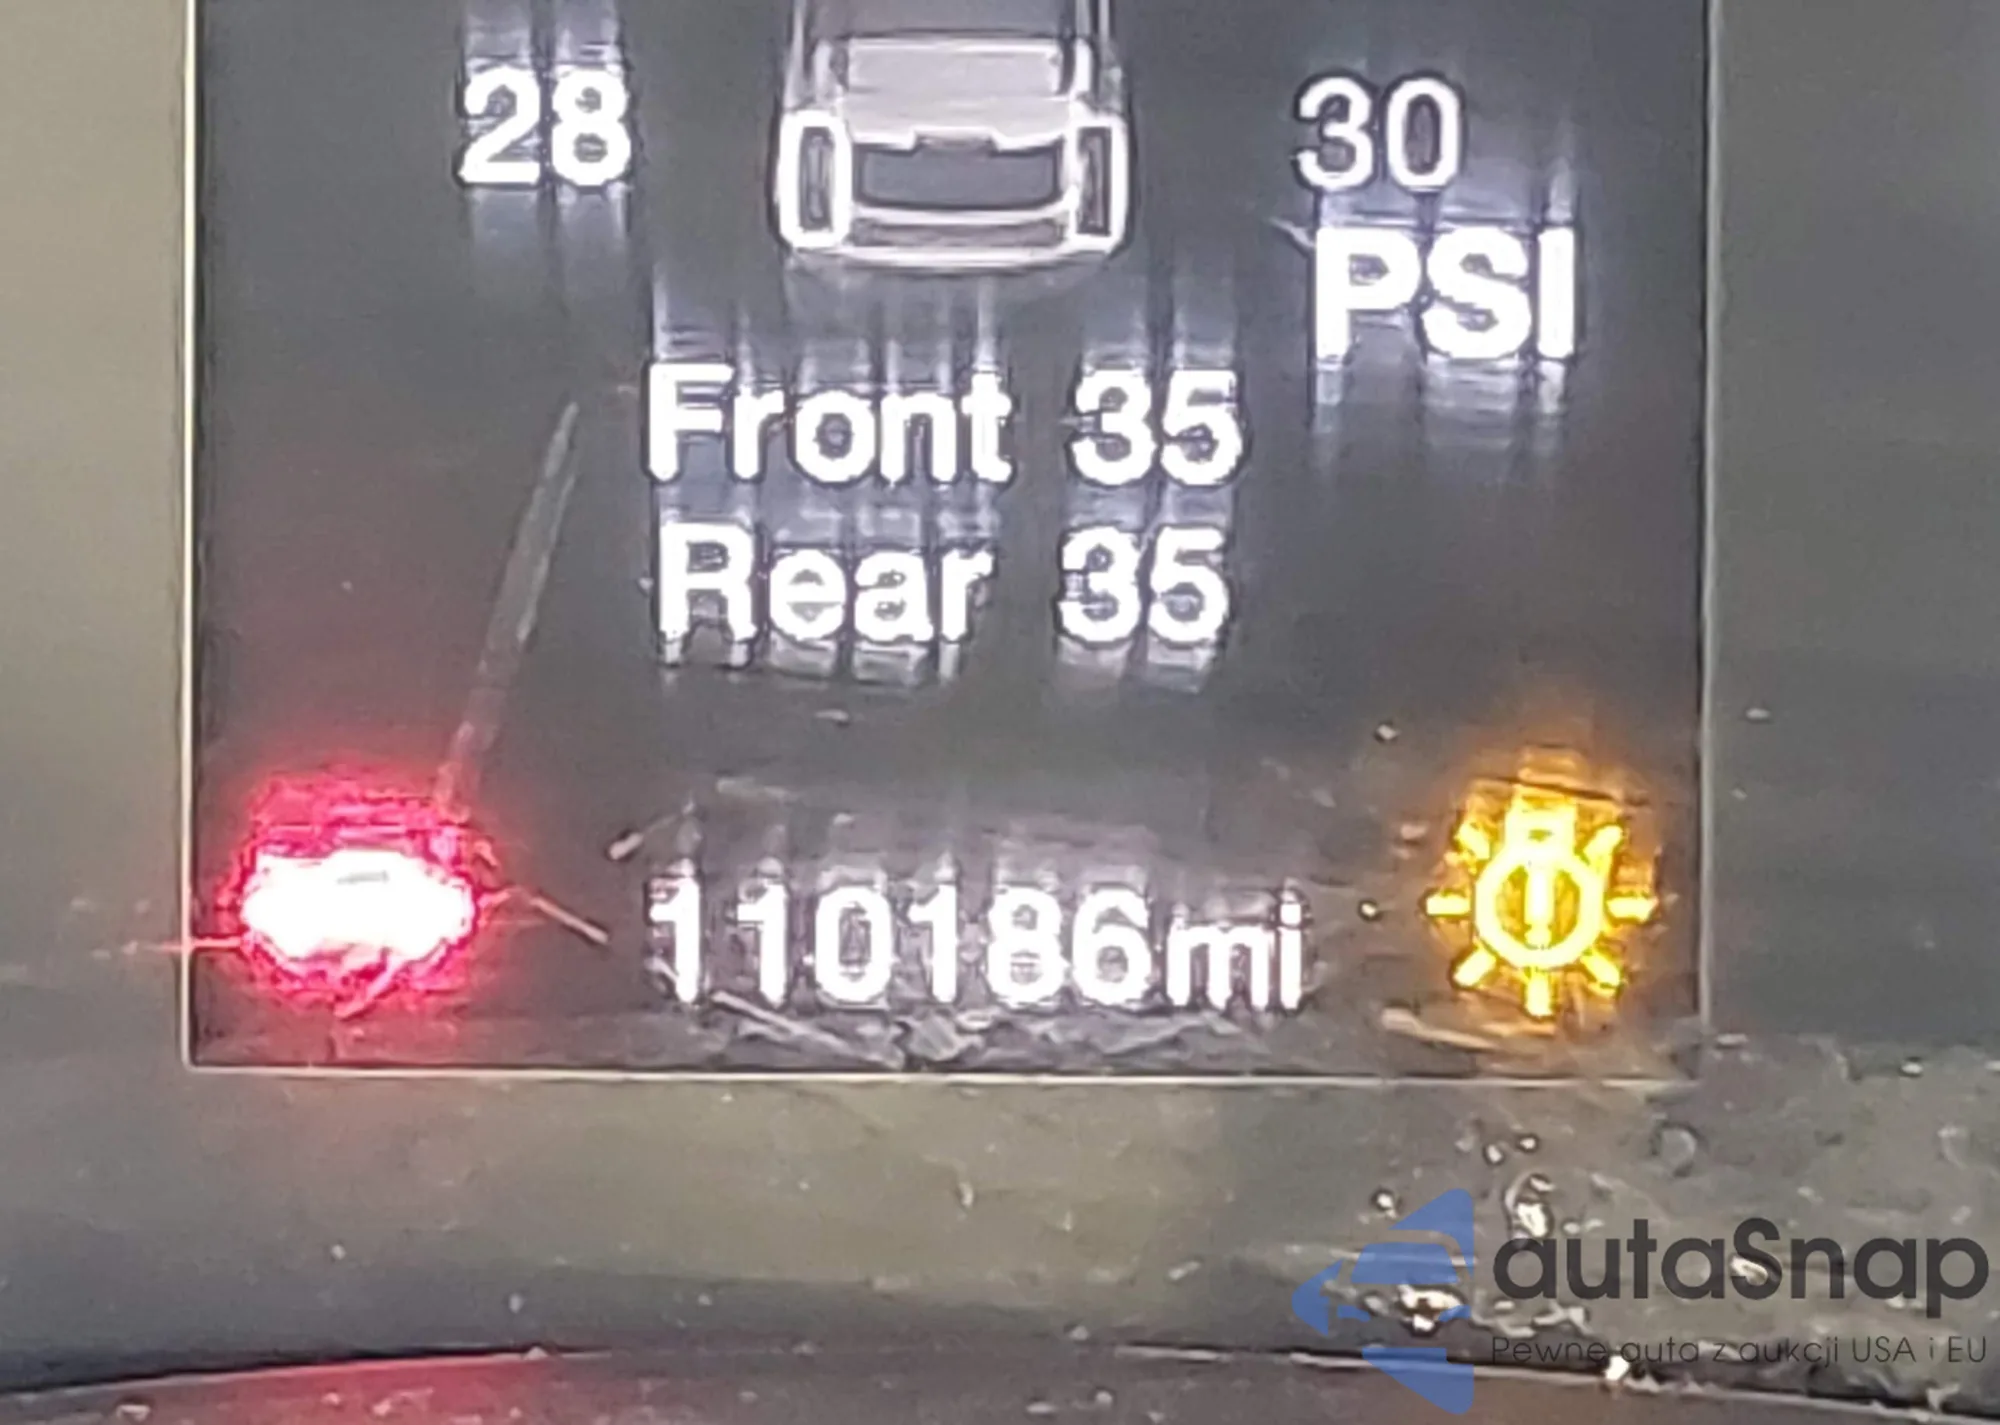 28 30
PSI
Front 35
Rear 35
110186mi
autaSnap
Pewne auta z aukcji USA i EU